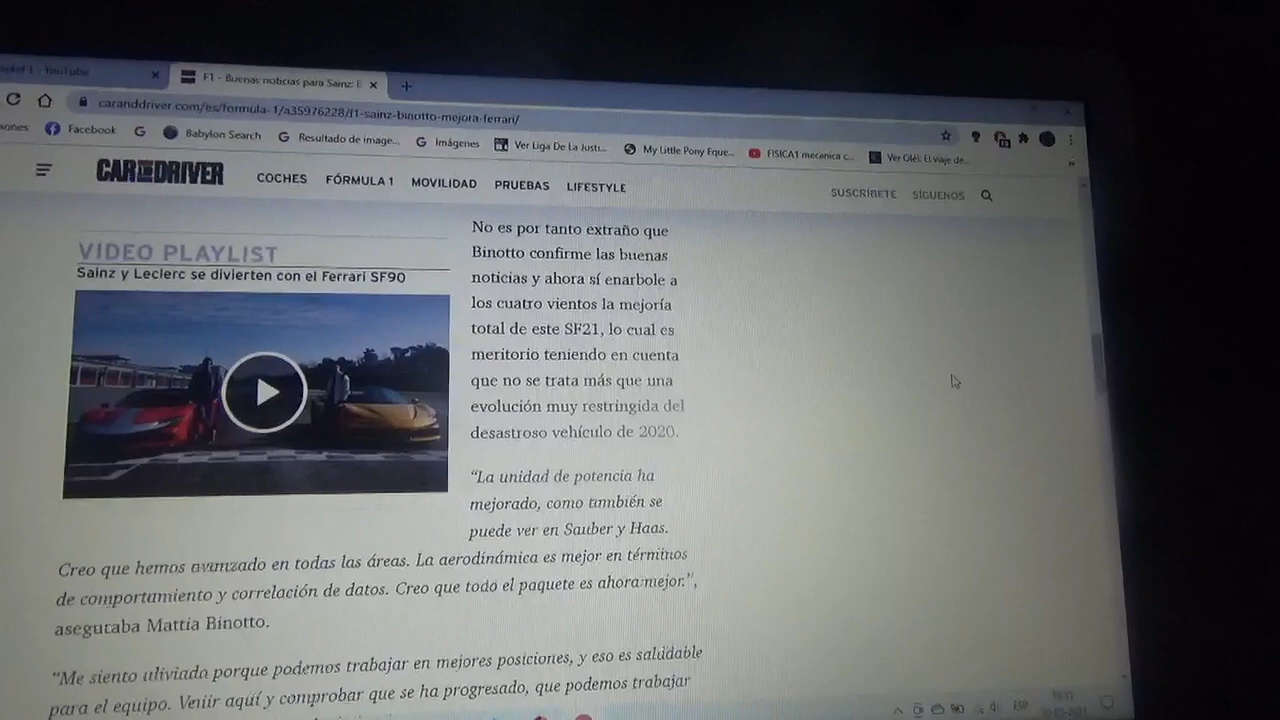 YouTube
F1 - Buenas noticias para Sainz: B
caranddriver.com/es/formula-1/a35976228/f1-sainz-binotto-mejora-ferrari/
Facebook
Babylon Search
Resultado de image...
Imágenes
Ver Liga De La Justi...
My Little Pony Eque...
FISICA1 mecanica c...
Ver Olé!: El viaje de...
CAR AND DRIVER
COCHES FÓRMULA 1 MOVILIDAD PRUEBAS LIFESTYLE
SUSCRÍBETE SÍGUENOS
VIDEO PLAYLIST
Sainz y Leclerc se divierten con el Ferrari SF90
No es por tanto extraño que
Binotto confirme las buenas
noticias y ahora sí enarbole a
los cuatro vientos la mejoría
total de este SF21, lo cual es
meritorio teniendo en cuenta
que no se trata más que una
evolución muy restringida del
desastroso vehículo de 2020.
“La unidad de potencia ha
mejorado, como también se
puede ver en Sauber y Haas.
Creo que hemos avanzado en todas las áreas. La aerodinámica es mejor en términos
de comportamiento y correlación de datos. Creo que todo el paquete es ahora mejor.”,
aseguraba Mattia Binotto.
“Me siento aliviado porque podemos trabajar en mejores posiciones, y eso es saludable
para el equipo. Venir aquí y comprobar que se ha progresado, que podemos trabajar
ESP